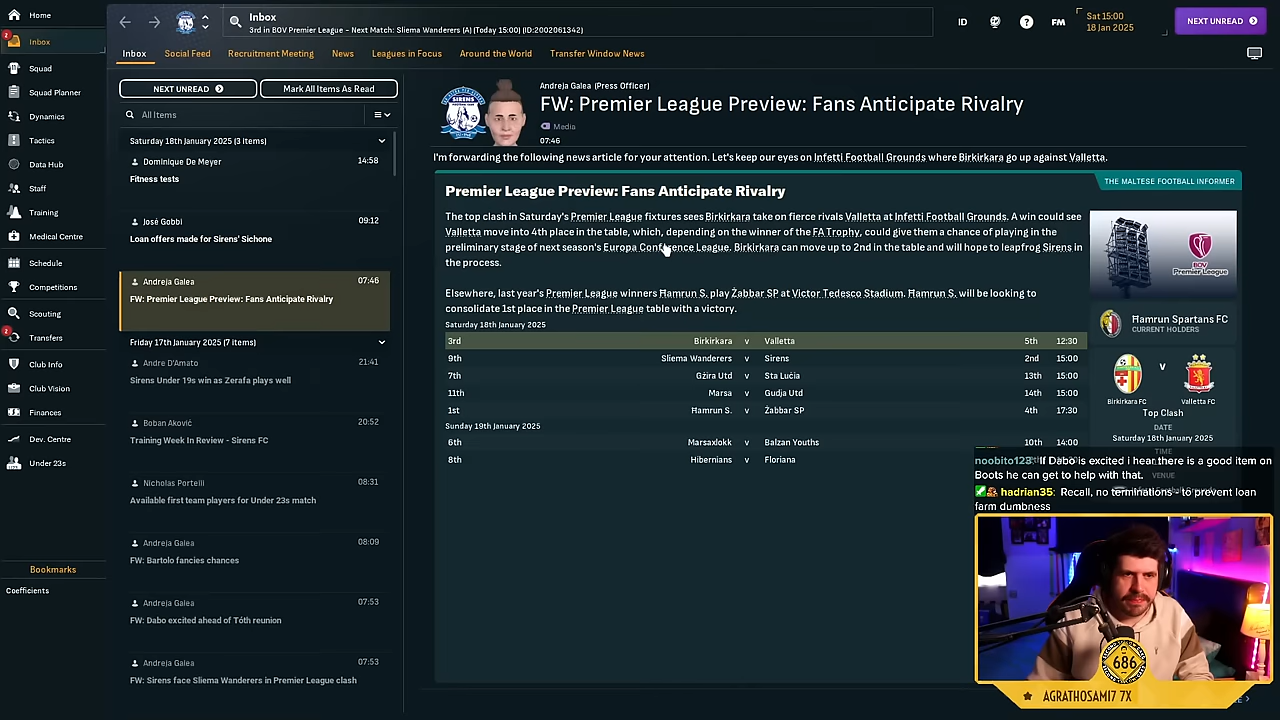 Home
Inbox
3rd in BOV Premier League - Next Match: Sliema Wanderers (A) (Today 15:00) (ID:2002061342)
ID
FM
Sat 15:00
18 Jan 2025
NEXT UNREAD
2
Inbox
Squad
Squad Planner
Dynamics
Tactics
Data Hub
Staff
Training
Medical Centre
Schedule
Competitions
Scouting
2
Transfers
Club Info
Club Vision
Finances
Dev. Centre
Under 23s
Bookmarks
Coefficients
Inbox
Social Feed
Recruitment Meeting
News
Leagues in Focus
Around the World
Transfer Window News
NEXT UNREAD
Mark All Items As Read
All Items
Saturday 18th January 2025 (3 items)
Dominique De Meyer 14:58
Fitness tests
José Gobbi 09:12
Loan offers made for Sirens' Sichone
Andreja Galea 07:46
FW: Premier League Preview: Fans Anticipate Rivalry
Friday 17th January 2025 (7 items)
Andre D'Amato 21:41
Sirens Under 19s win as Zerafa plays well
Boban Aković 20:52
Training Week In Review - Sirens FC
Nicholas Portelli 08:31
Available first team players for Under 23s match
Andreja Galea 08:09
FW: Bartolo fancies chances
Andreja Galea 07:53
FW: Dabo excited ahead of Tóth reunion
Andreja Galea 07:53
FW: Sirens face Sliema Wanderers in Premier League clash
SIRENS
Andreja Galea (Press Officer)
FW: Premier League Preview: Fans Anticipate Rivalry
Media
07:46
I'm forwarding the following news article for your attention. Let's keep our eyes on Infetti Football Grounds where Birkirkara go up against Valletta.
THE MALTESE FOOTBALL INFORMER
Premier League Preview: Fans Anticipate Rivalry
The top clash in Saturday's Premier League fixtures sees Birkirkara take on fierce rivals Valletta at Infetti Football Grounds. A win could see
Valletta move into 4th place in the table, which, depending on the winner of the FA Trophy, could give them a chance of playing in the
preliminary stage of next season's Europa Conference League. Birkirkara can move up to 2nd in the table and will hope to leapfrog Sirens in
the process.
Elsewhere, last year's Premier League winners Ħamrun S. play Żabbar SP at Victor Tedesco Stadium. Ħamrun S. will be looking to
consolidate 1st place in the Premier League table with a victory.
Saturday 18th January 2025
3rd Birkirkara v Valletta 5th 12:30
9th Sliema Wanderers v Sirens 2nd 15:00
7th Gżira Utd v Sta Luċia 13th 15:00
11th Marsa v Gudja Utd 14th 15:00
1st Ħamrun S. v Żabbar SP 4th 17:30
Sunday 19th January 2025
6th Marsaxlokk v Balzan Youths 10th 14:00
8th Hibernians v Floriana
BOV
Premier League
Ħamrun Spartans FC
CURRENT HOLDERS
v
Birkirkara FC
Valletta FC
Top Clash
DATE
Saturday 18th January 2025
TIME
VENUE
noobito123: If Dabo is excited i hear there is a good item on
Boots he can get to help with that.
hadrian35: Recall, no terminations - to prevent loan
farm dumbness
686
AGRATHOSAMI7 7X